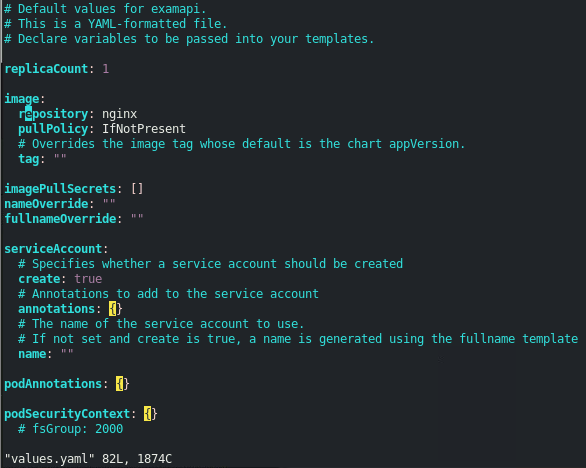 # Default values for examapi.
# This is a YAML-formatted file.
# Declare variables to be passed into your templates.

replicaCount: 1

image:
  repository: nginx
  pullPolicy: IfNotPresent
  # Overrides the image tag whose default is the chart appVersion.
  tag: ""

imagePullSecrets: []
nameOverride: ""
fullnameOverride: ""

serviceAccount:
  # Specifies whether a service account should be created
  create: true
  # Annotations to add to the service account
  annotations: {}
  # The name of the service account to use.
  # If not set and create is true, a name is generated using the fullname template
  name: ""

podAnnotations: {}

podSecurityContext: {}
  # fsGroup: 2000

"values.yaml" 82L, 1874C